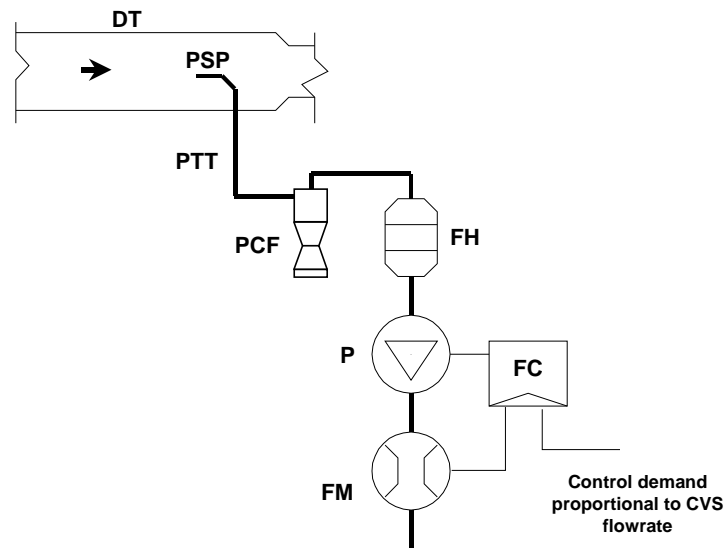 DT
PSP
PTT
PCF
FH
P
FC
FM
Control demand
proportional to CVS
flowrate